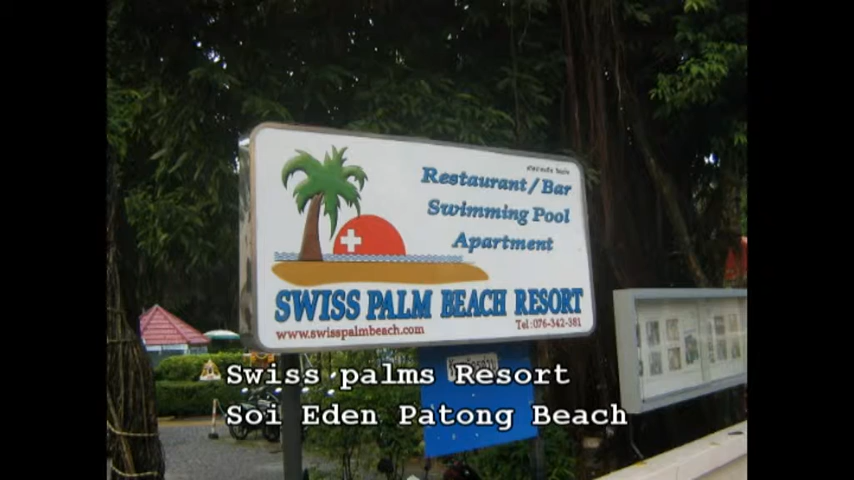 Restaurant / Bar
Swimming Pool
Apartment
SWISS PALM BEACH RESORT
www.swisspalmbeach.com
Tel : 076-342-381
Swiss palms Resort
Soi Eden Patong Beach